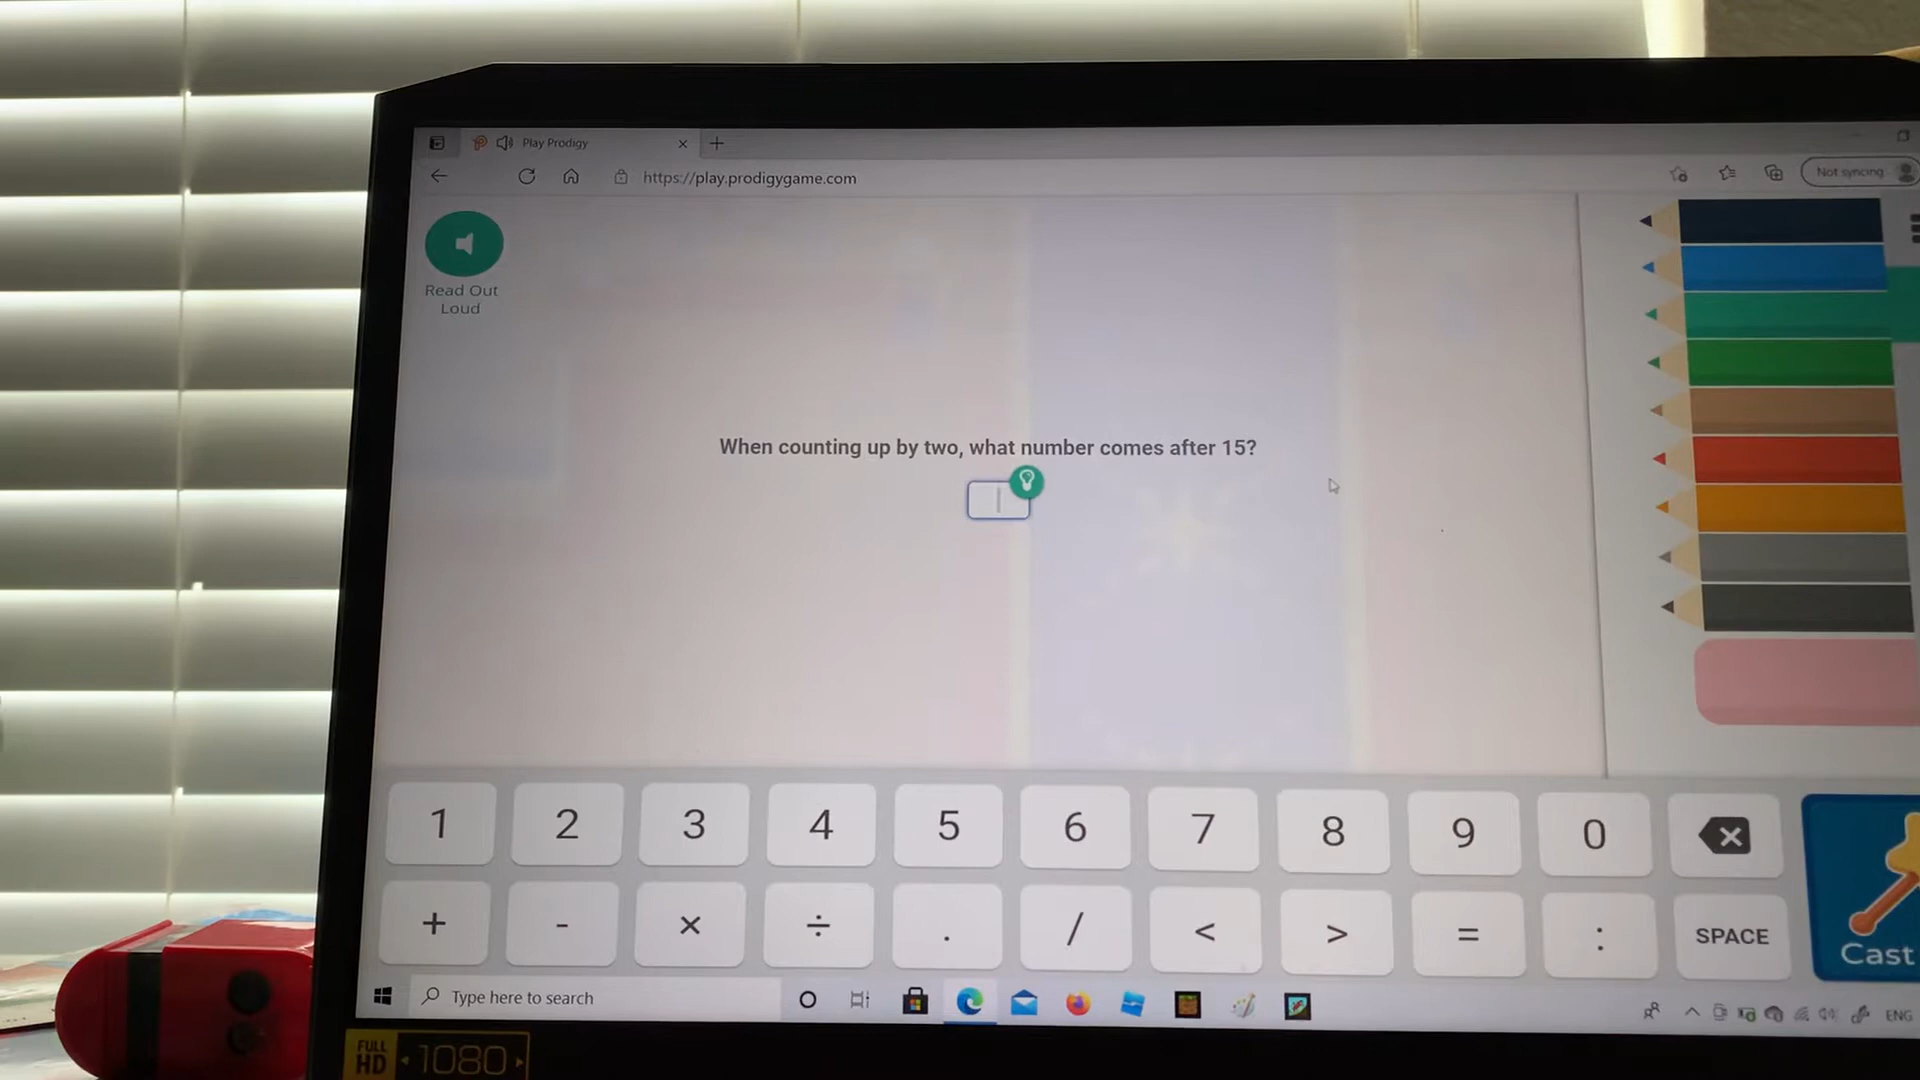 Play Prodigy
https://play.prodigygame.com
Not syncing
Read Out
Loud
When counting up by two, what number comes after 15?
1 2 3 4 5 6 7 8 9 0
+ - × ÷ . / < > = : SPACE
Cast
Type here to search
ENG
FULL
HD
1080